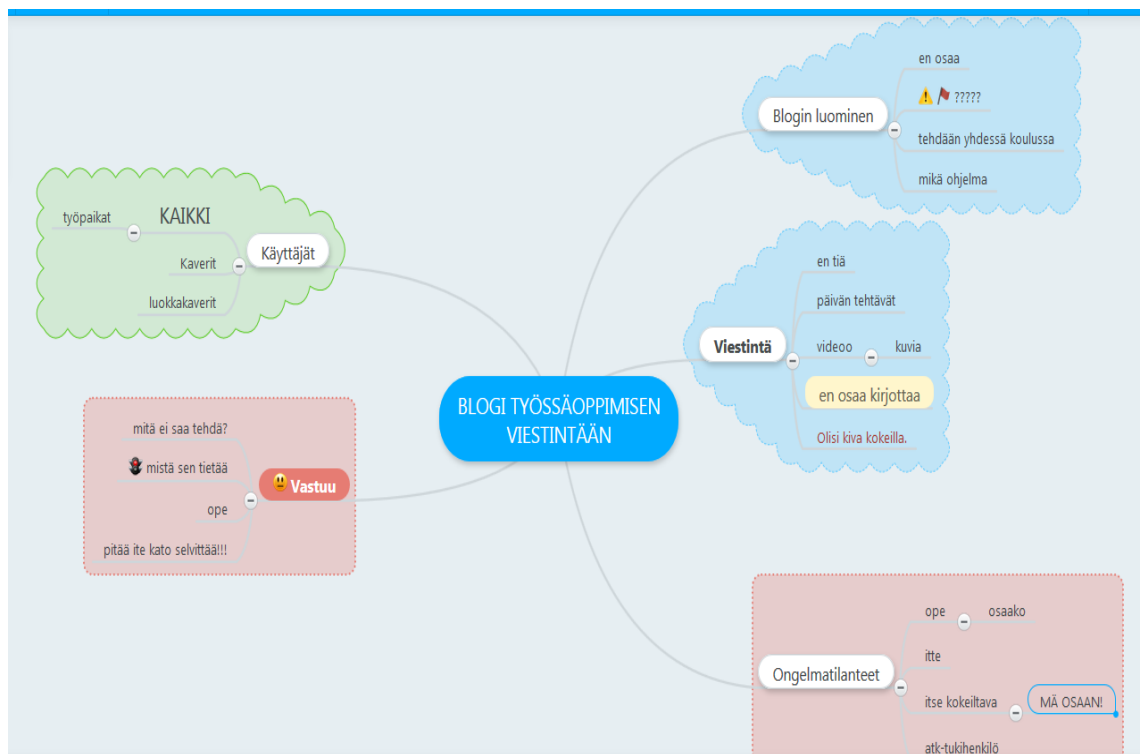 BLOGI TYÖSSÄOPPIMISEN
VIESTINTÄÄN
Blogin luominen
en osaa
?????
tehdään yhdessä koulussa
mikä ohjelma
Viestintä
en tiä
päivän tehtävät
videoo
kuvia
en osaa kirjottaa
Olisi kiva kokeilla.
Ongelmatilanteet
ope
osaako
itte
itse kokeiltava
MÄ OSAAN!
atk-tukihenkilö
Käyttäjät
KAIKKI
työpaikat
Kaverit
luokkakaverit
Vastuu
mitä ei saa tehdä?
mistä sen tietää
ope
pitää ite kato selvittää!!!